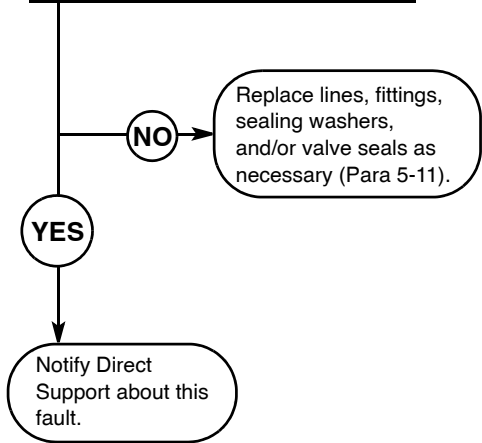 NO
Replace lines, fittings,
sealing washers,
and/or valve seals as
necessary (Para 5-11).
YES
Notify Direct
Support about this
fault.